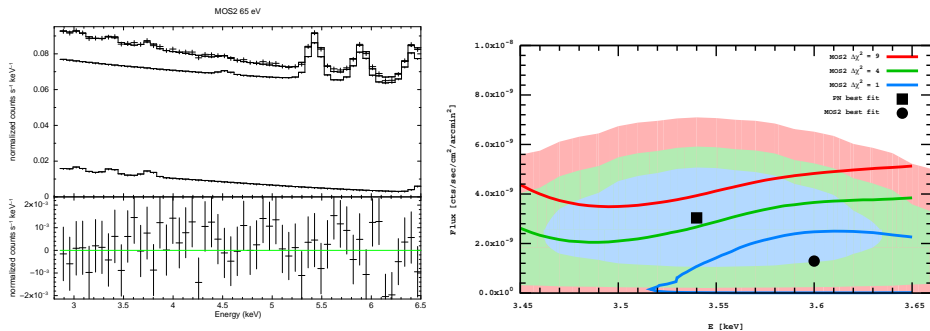 MOS2 65 eV
normalized counts s⁻¹ keV⁻¹
0.08
0.06
0.04
0.02
0
normalized counts s⁻¹ keV⁻¹
2×10⁻³
10⁻³
0
−10⁻³
−2×10⁻³
3 3.5 4 4.5 5 5.5 6 6.5
Energy (keV)
Flux [cts/sec/cm²/arcmin²]
1.0x10⁻⁸
8.0x10⁻⁹
6.0x10⁻⁹
4.0x10⁻⁹
2.0x10⁻⁹
0.0x10⁰
MOS2 Δχ² = 9
MOS2 Δχ² = 4
MOS2 Δχ² = 1
PN best fit
MOS2 best fit
3.45 3.5 3.55 3.6 3.65
E [keV]